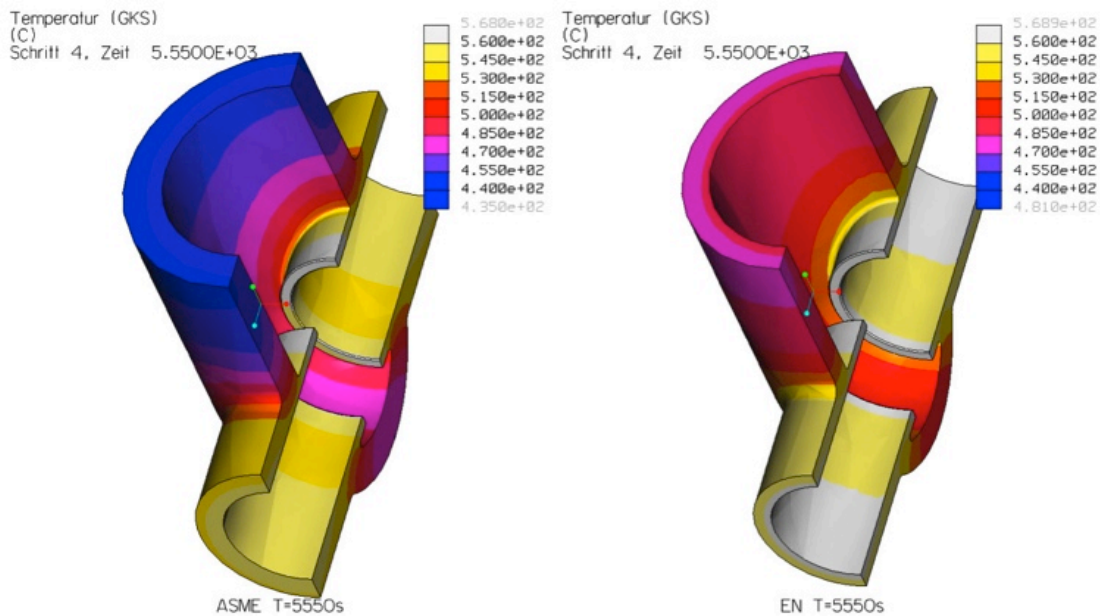 Temperatur (GKS)
(C)
Schritt 4, Zeit 5.5500E+03
5.680e+02
5.600e+02
5.450e+02
5.300e+02
5.150e+02
5.000e+02
4.850e+02
4.700e+02
4.550e+02
4.400e+02
4.350e+02
ASME T=5550s
Temperatur (GKS)
(C)
Schritt 4, Zeit 5.5500E+03
5.689e+02
5.600e+02
5.450e+02
5.300e+02
5.150e+02
5.000e+02
4.850e+02
4.700e+02
4.550e+02
4.400e+02
4.810e+02
EN T=5550s